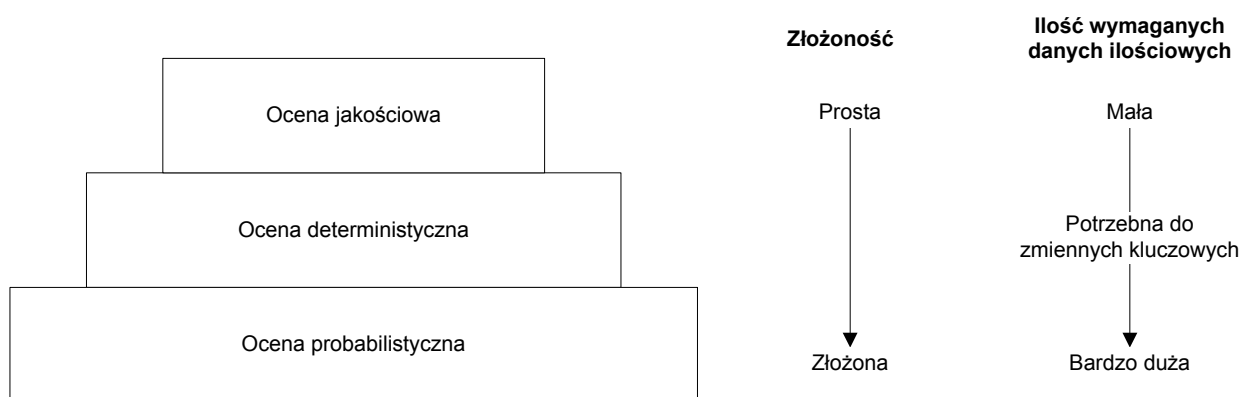 Złożoność
Ilość wymaganych
danych ilościowych
Ocena jakościowa
Prosta
Mała
Ocena deterministyczna
Potrzebna do
zmiennych kluczowych
Ocena probabilistyczna
Złożona
Bardzo duża